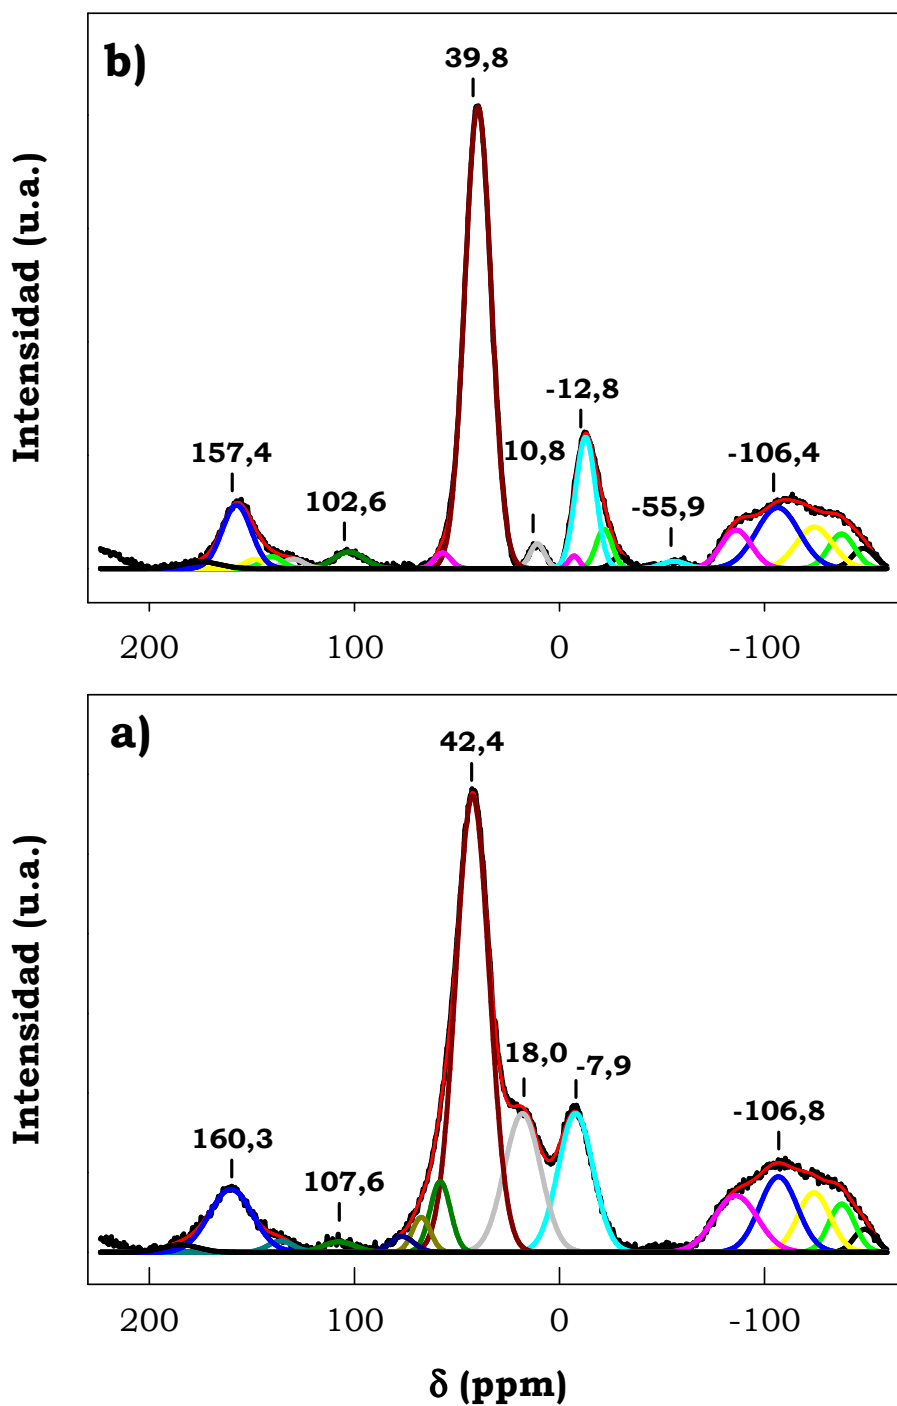 b)
39,8
-12,8
10,8
157,4
-106,4
102,6
-55,9
Intensidad (u.a.)
200 100 0 -100
a)
42,4
18,0
-7,9
160,3
-106,8
107,6
Intensidad (u.a.)
200 100 0 -100
δ (ppm)